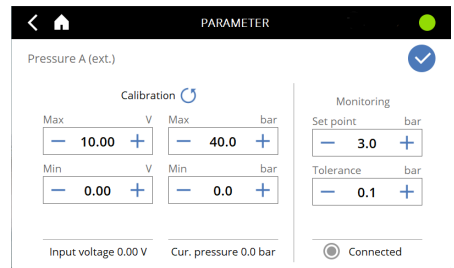 PARAMETER
Pressure A (ext.)
Calibration
Monitoring
Max V Max bar
Set point bar
10.00 40.0
3.0
Min V Min bar
Tolerance bar
0.00 0.0
0.1
Input voltage 0.00 V Cur. pressure 0.0 bar Connected